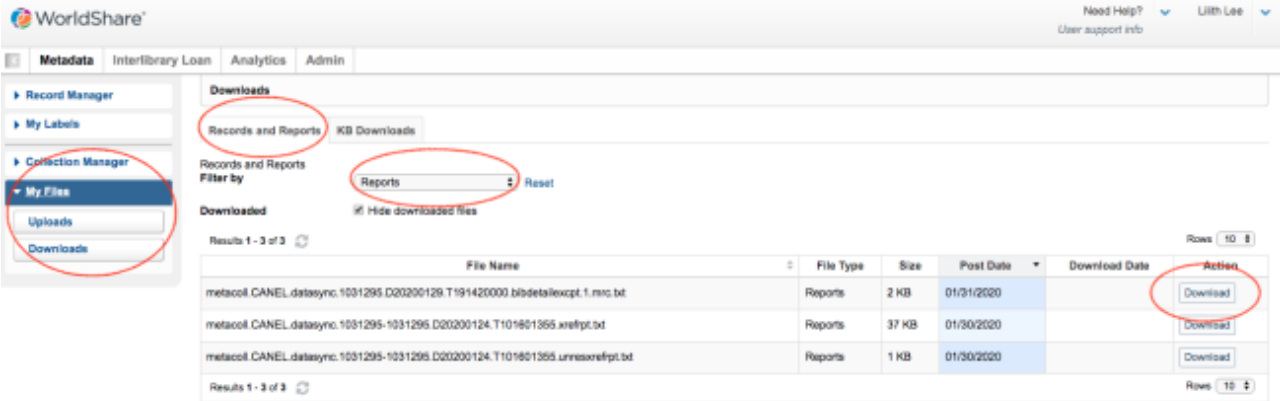 WorldShare®
Need Help?
Lilith Lee
User support info
Metadata Interlibrary Loan Analytics Admin
Record Manager
My Labels
Collection Manager
My Files
Uploads
Downloads
Downloads
Records and Reports KB Downloads
Records and Reports
Filter by Reports Reset
Downloaded Hide downloaded files
Results 1 - 3 of 3 Rows 10
File Name File Type Size Post Date Download Date Action
metacoll.CANEL.datasync.1031295.D20200129.T191420000.bibdetailexcpt.1.mrc.txt Reports 2 KB 01/31/2020 Download
metacoll.CANEL.datasync.1031295-1031295.D20200124.T101601355.xrefrpt.txt Reports 37 KB 01/30/2020 Download
metacoll.CANEL.datasync.1031295-1031295.D20200124.T101601355.unresxrefrpt.txt Reports 1 KB 01/30/2020 Download
Results 1 - 3 of 3 Rows 10